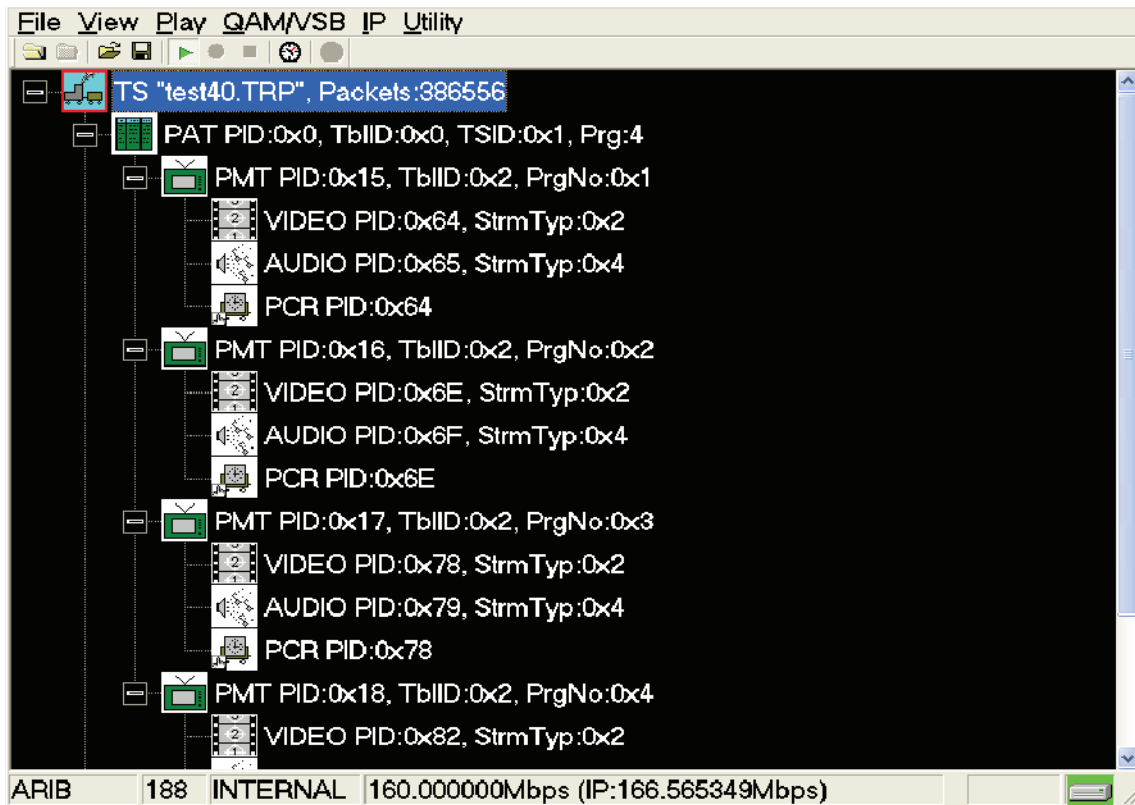 File View Play QAM/VSB IP Utility
TS "test40.TRP", Packets:386556
PAT PID:0x0, TblID:0x0, TSID:0x1, Prg:4
PMT PID:0x15, TblID:0x2, PrgNo:0x1
VIDEO PID:0x64, StrmTyp:0x2
AUDIO PID:0x65, StrmTyp:0x4
PCR PID:0x64
PMT PID:0x16, TblID:0x2, PrgNo:0x2
VIDEO PID:0x6E, StrmTyp:0x2
AUDIO PID:0x6F, StrmTyp:0x4
PCR PID:0x6E
PMT PID:0x17, TblID:0x2, PrgNo:0x3
VIDEO PID:0x78, StrmTyp:0x2
AUDIO PID:0x79, StrmTyp:0x4
PCR PID:0x78
PMT PID:0x18, TblID:0x2, PrgNo:0x4
VIDEO PID:0x82, StrmTyp:0x2
ARIB 188 INTERNAL 160.000000Mbps (IP:166.565349Mbps)